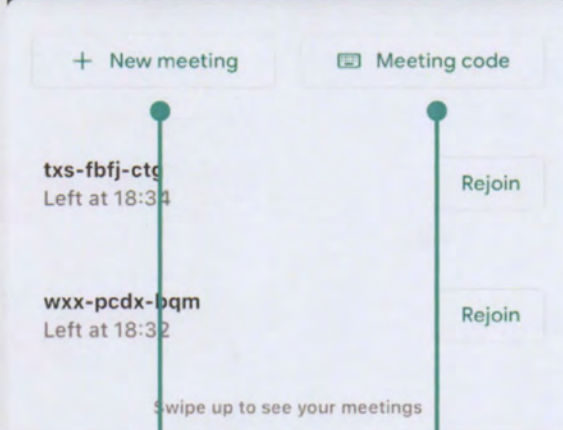 + New meeting
Meeting code
txs-fbfj-ctg
Left at 18:34
Rejoin
wxx-pcdx-bqm
Left at 18:32
Rejoin
Swipe up to see your meetings